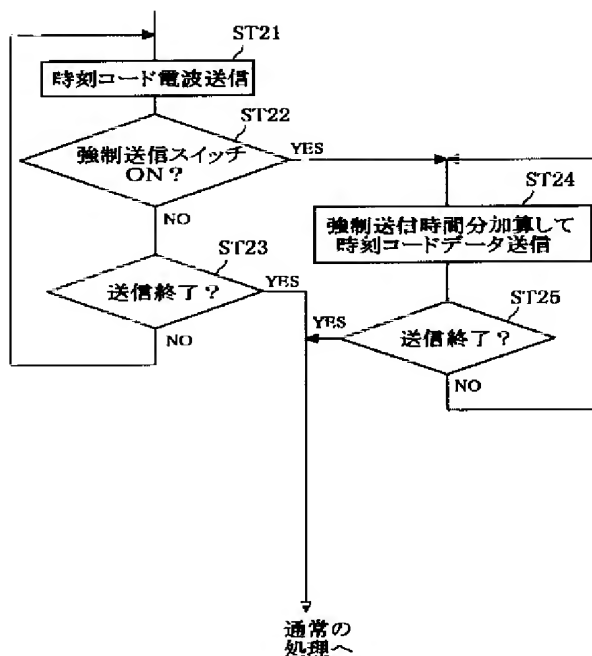 ST21
時刻コード電波送信
ST22
強制送信スイッチ
ON?
YES
NO
ST23
送信終了?
YES
NO
ST24
強制送信時間分加算して
時刻コードデータ送信
ST25
送信終了?
YES
NO
通常の
処理へ